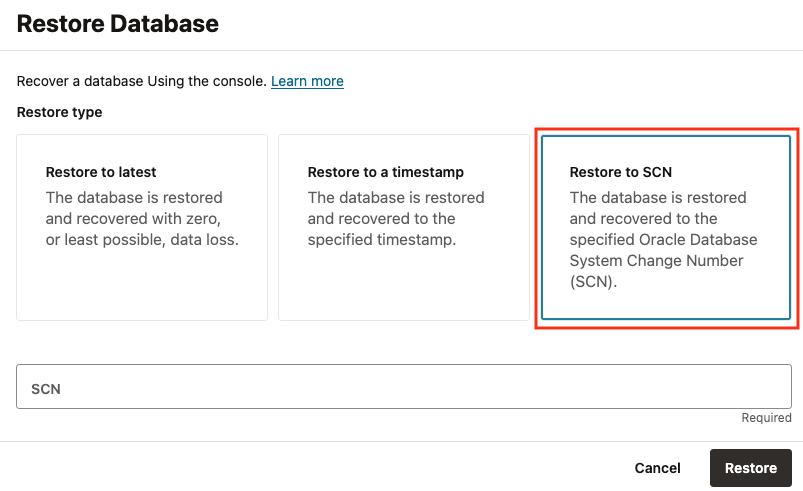 Restore Database
Recover a database Using the console. Learn more
Restore type
Restore to latest
The database is restored
and recovered with zero,
or least possible, data loss.
Restore to a timestamp
The database is restored
and recovered to the
specified timestamp.
Restore to SCN
The database is restored
and recovered to the
specified Oracle Database
System Change Number
(SCN).
SCN
Required
Cancel
Restore